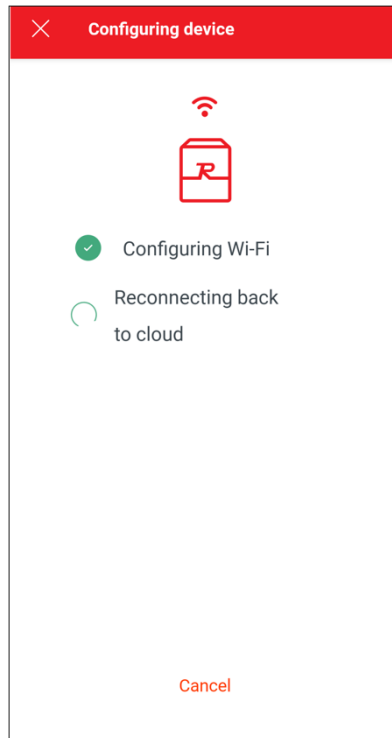 Configuring device
R
Configuring Wi-Fi
Reconnecting back
to cloud
Cancel